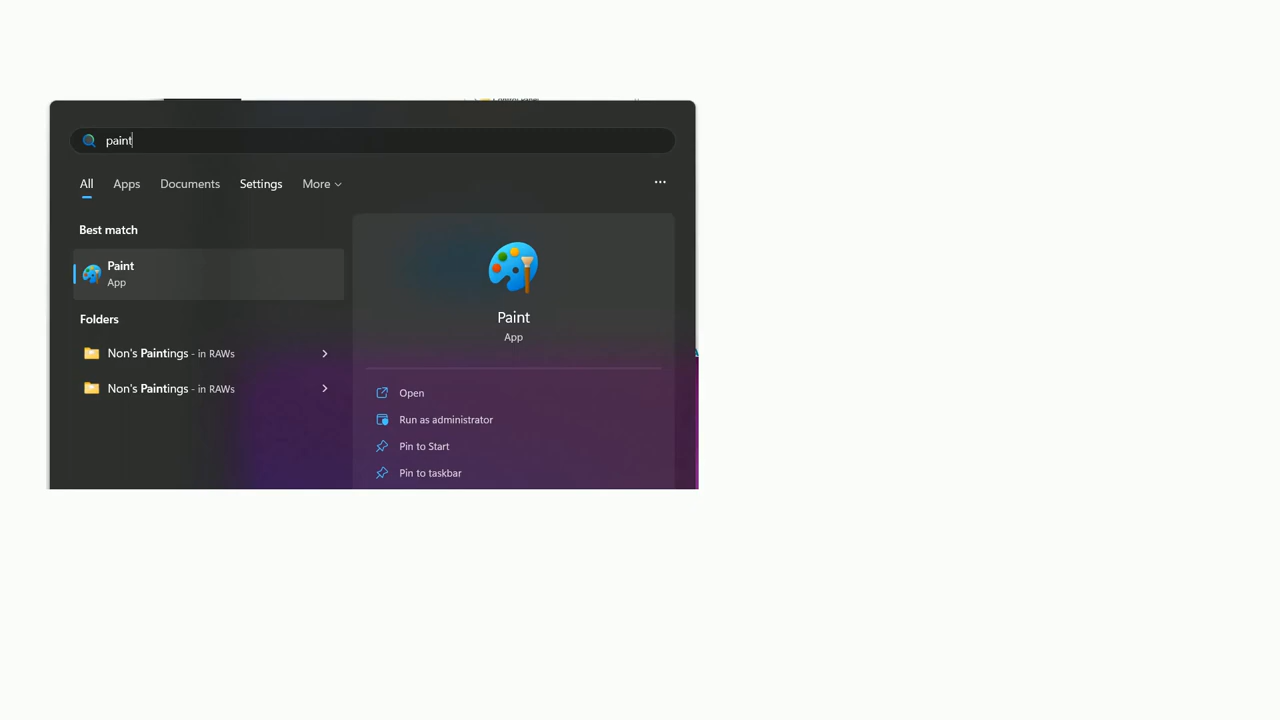 paint
All Apps Documents Settings More
Best match
Paint
App
Folders
Non's Paintings - in RAWs
Non's Paintings - in RAWs
Paint
App
Open
Run as administrator
Pin to Start
Pin to taskbar